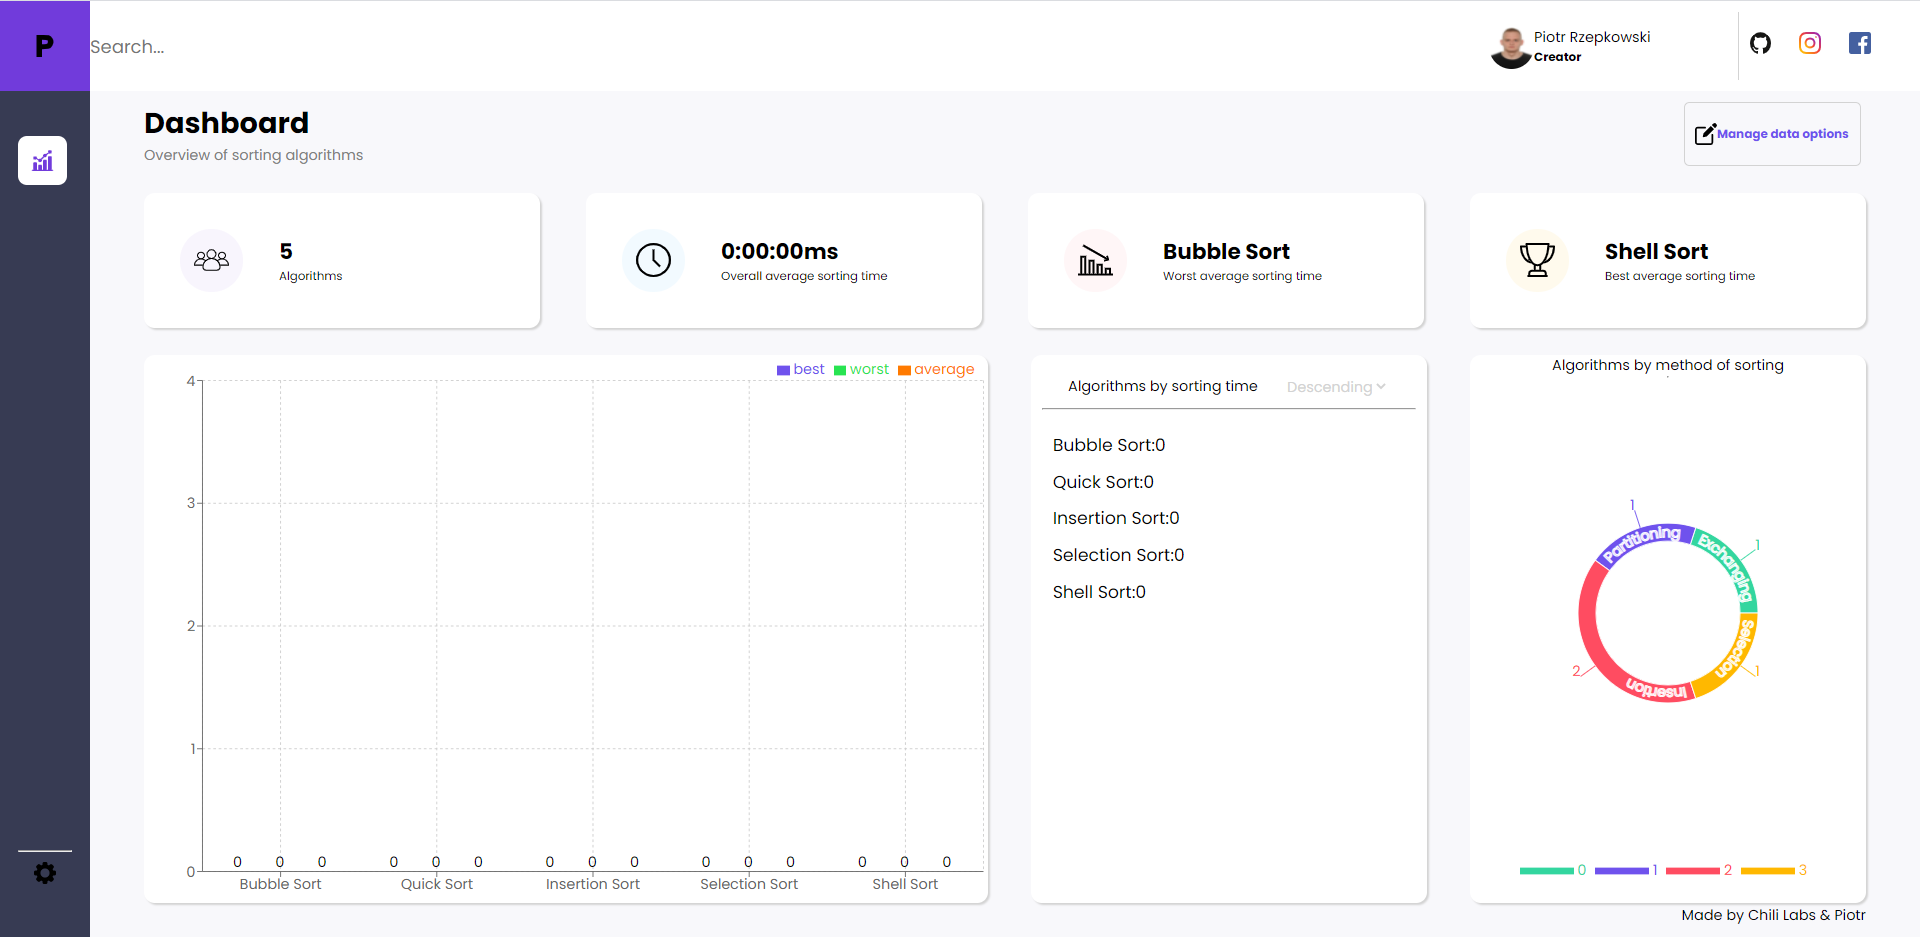 P
Search...
Piotr Rzepkowski
Creator
Dashboard
Overview of sorting algorithms
Manage data options
5
Algorithms
0:00:00ms
Overall average sorting time
Bubble Sort
Worst average sorting time
Shell Sort
Best average sorting time
best worst average
4
3
2
1
0
0 0 0 0 0 0 0 0 0 0 0 0 0 0 0
Bubble Sort Quick Sort Insertion Sort Selection Sort Shell Sort
Algorithms by sorting time Descending
Bubble Sort:0
Quick Sort:0
Insertion Sort:0
Selection Sort:0
Shell Sort:0
Algorithms by method of sorting
1
Partitioning
Exchanging
1
Selection
1
2
Insertion
0 1 2 3
Made by Chili Labs & Piotr